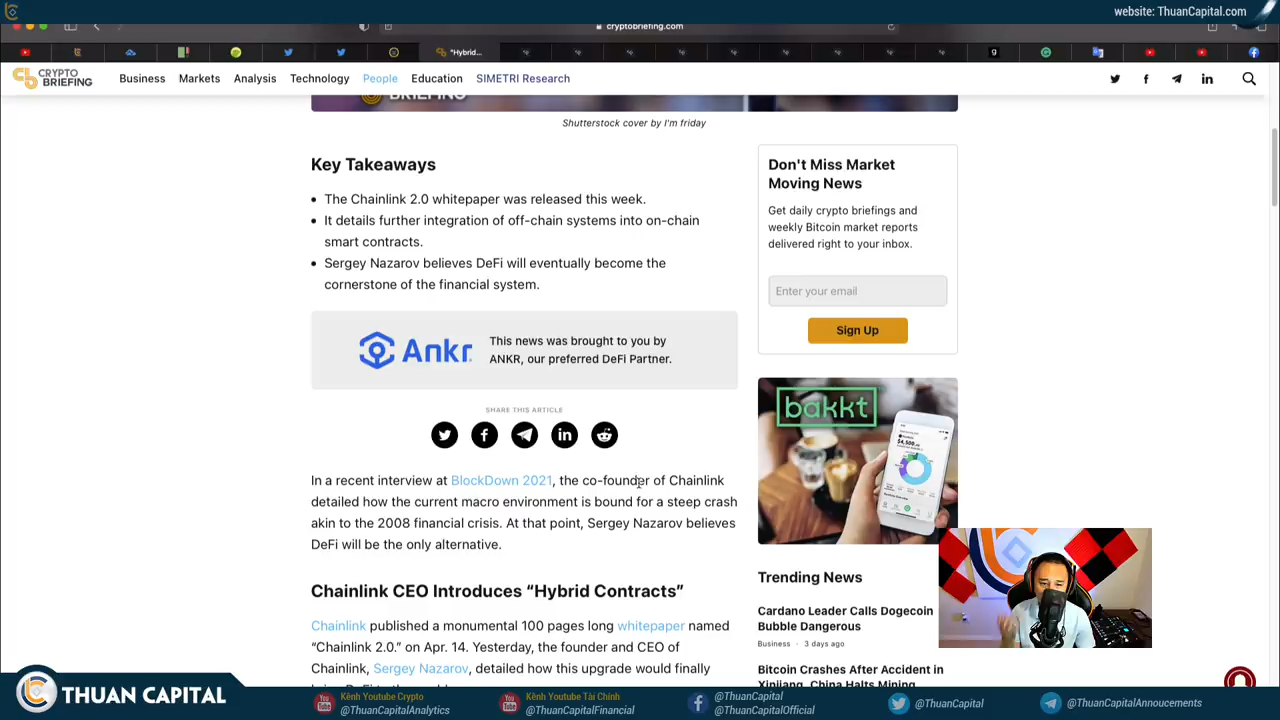 website: ThuanCapital.com
cryptobriefing.com
"Hybrid...
CRYPTO
BRIEFING
Business
Markets
Analysis
Technology
People
Education
SIMETRI Research
BRIEFING
Shutterstock cover by I'm friday
Key Takeaways
The Chainlink 2.0 whitepaper was released this week.
It details further integration of off-chain systems into on-chain
smart contracts.
Sergey Nazarov believes DeFi will eventually become the
cornerstone of the financial system.
Ankr
This news was brought to you by
ANKR, our preferred DeFi Partner.
SHARE THIS ARTICLE
In a recent interview at BlockDown 2021, the co-founder of Chainlink
detailed how the current macro environment is bound for a steep crash
akin to the 2008 financial crisis. At that point, Sergey Nazarov believes
DeFi will be the only alternative.
Chainlink CEO Introduces “Hybrid Contracts”
Chainlink published a monumental 100 pages long whitepaper named
“Chainlink 2.0.” on Apr. 14. Yesterday, the founder and CEO of
Chainlink, Sergey Nazarov, detailed how this upgrade would finally
Don't Miss Market
Moving News
Get daily crypto briefings and
weekly Bitcoin market reports
delivered right to your inbox.
Enter your email
Sign Up
bakkt
Trending News
Cardano Leader Calls Dogecoin
Bubble Dangerous
Business · 3 days ago
Bitcoin Crashes After Accident in
Xinjiang, China Halts Mining
THUAN CAPITAL
Kênh Youtube Crypto
@ThuanCapitalAnalytics
Kênh Youtube Tài Chính
@ThuanCapitalFinancial
@ThuanCapital
@ThuanCapitalOfficial
@ThuanCapital
@ThuanCapitalAnnoucements